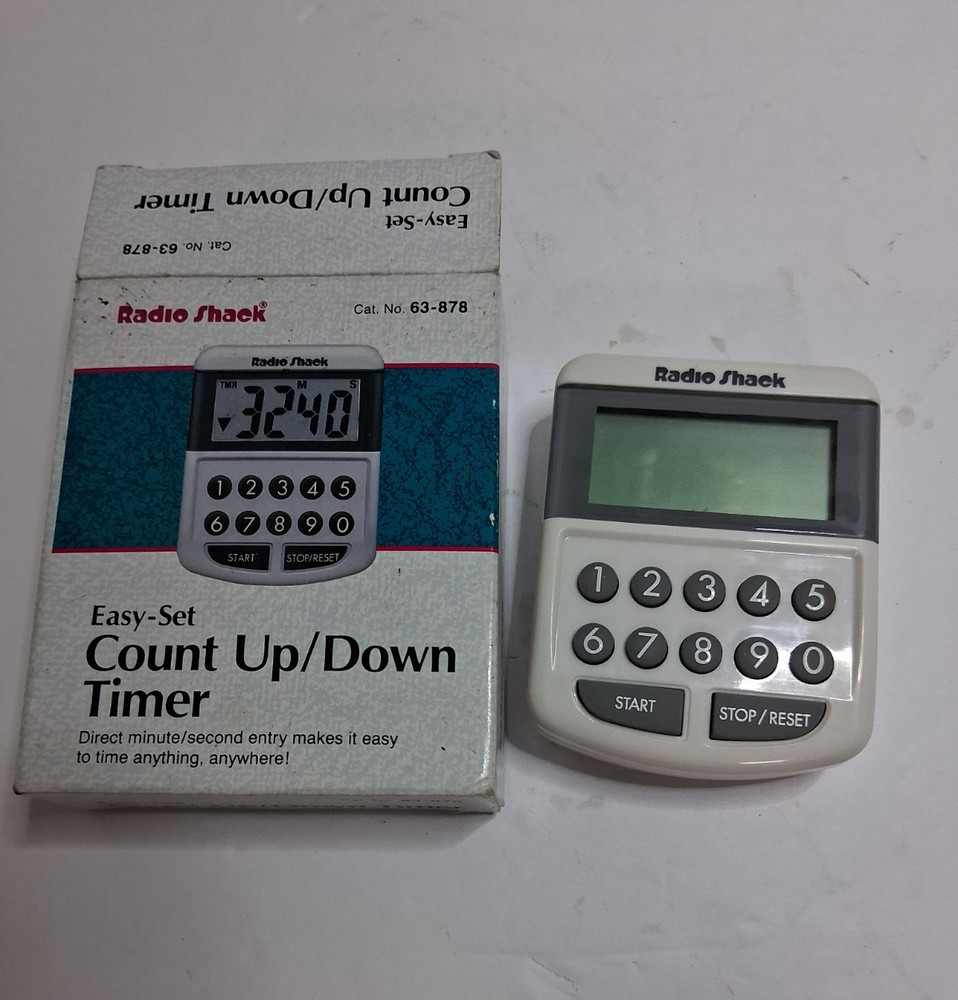 Easy-Set
Count Up/Down Timer
Cat. No. 63-878
Radio Shack®
Cat. No. 63-878
Radio Shack
TMR M S
3240
1 2 3 4 5
6 7 8 9 0
START STOP/RESET
Easy-Set
Count Up/Down
Timer
Direct minute/second entry makes it easy
to time anything, anywhere!
Radio Shack
1 2 3 4 5
6 7 8 9 0
START STOP/RESET